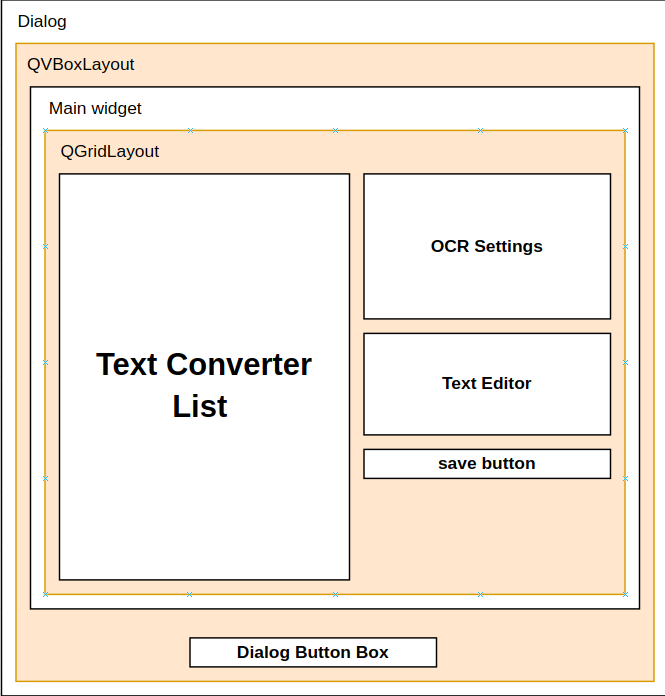 Dialog
QVBoxLayout
Main widget
QGridLayout
Text Converter
List
OCR Settings
Text Editor
save button
Dialog Button Box